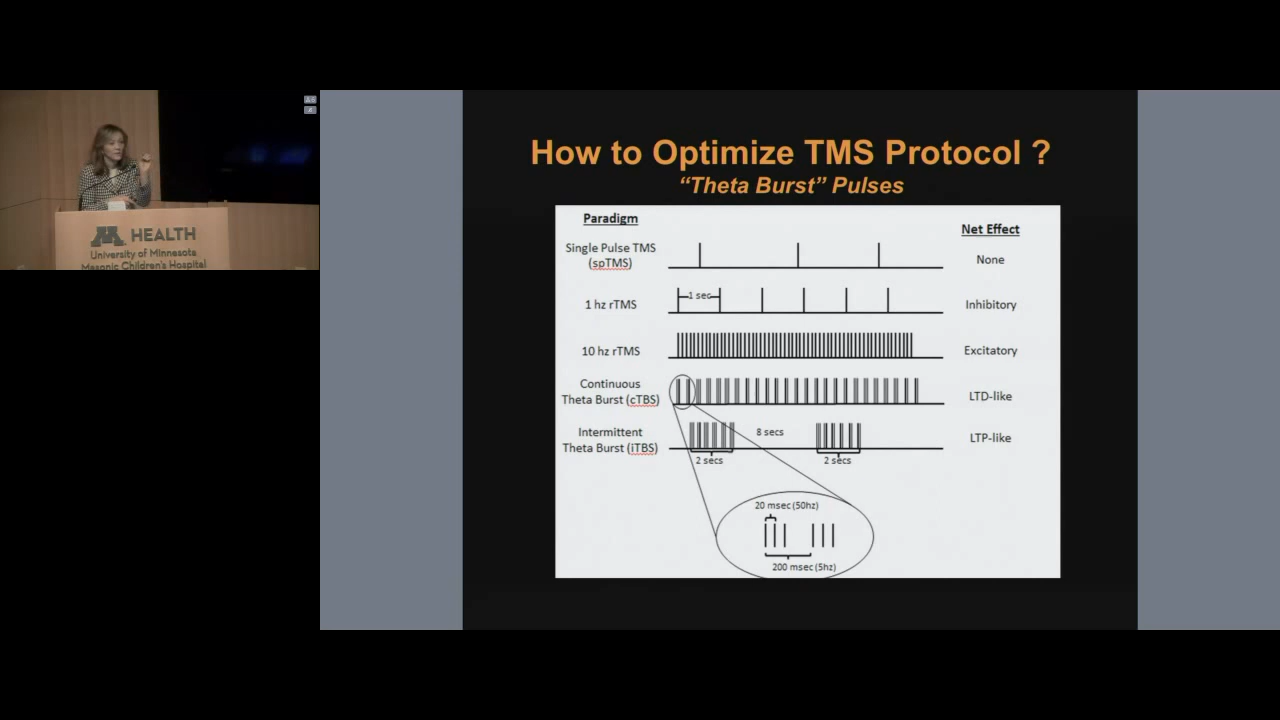 HEALTH
University of Minnesota
Masonic Children's Hospital
How to Optimize TMS Protocol ?
“Theta Burst” Pulses
Paradigm
Net Effect
Single Pulse TMS
(spTMS)
None
1 sec
1 hz rTMS
Inhibitory
10 hz rTMS
Excitatory
Continuous
Theta Burst (cTBS)
LTD-like
Intermittent
Theta Burst (iTBS)
8 secs
LTP-like
2 secs
2 secs
20 msec (50hz)
200 msec (5hz)